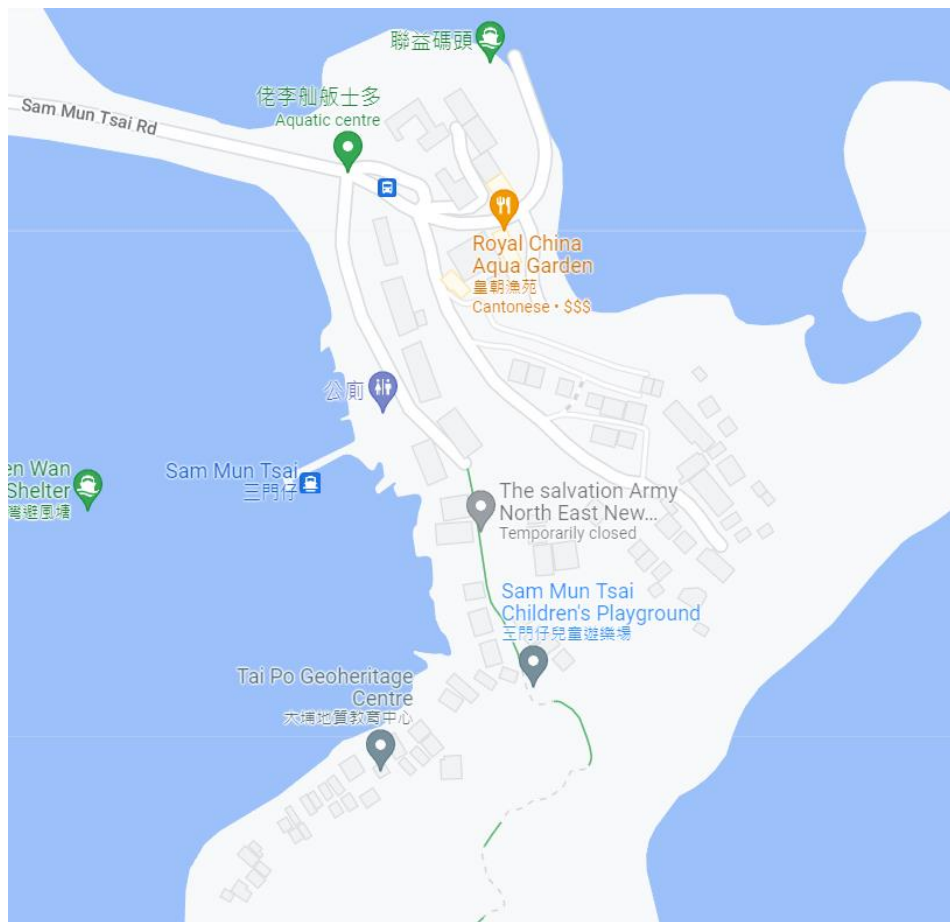 聯益碼頭
佬李舢舨士多
Aquatic centre
Sam Mun Tsai Rd
Royal China
Aqua Garden
皇朝漁苑
Cantonese • $$$
公廁
Sam Mun Tsai
三門仔
en Wan
Shelter
灣避風塘
The salvation Army
North East New...
Temporarily closed
Sam Mun Tsai
Children's Playground
三門仔兒童遊樂場
Tai Po Geoheritage
Centre
大埔地質教育中心